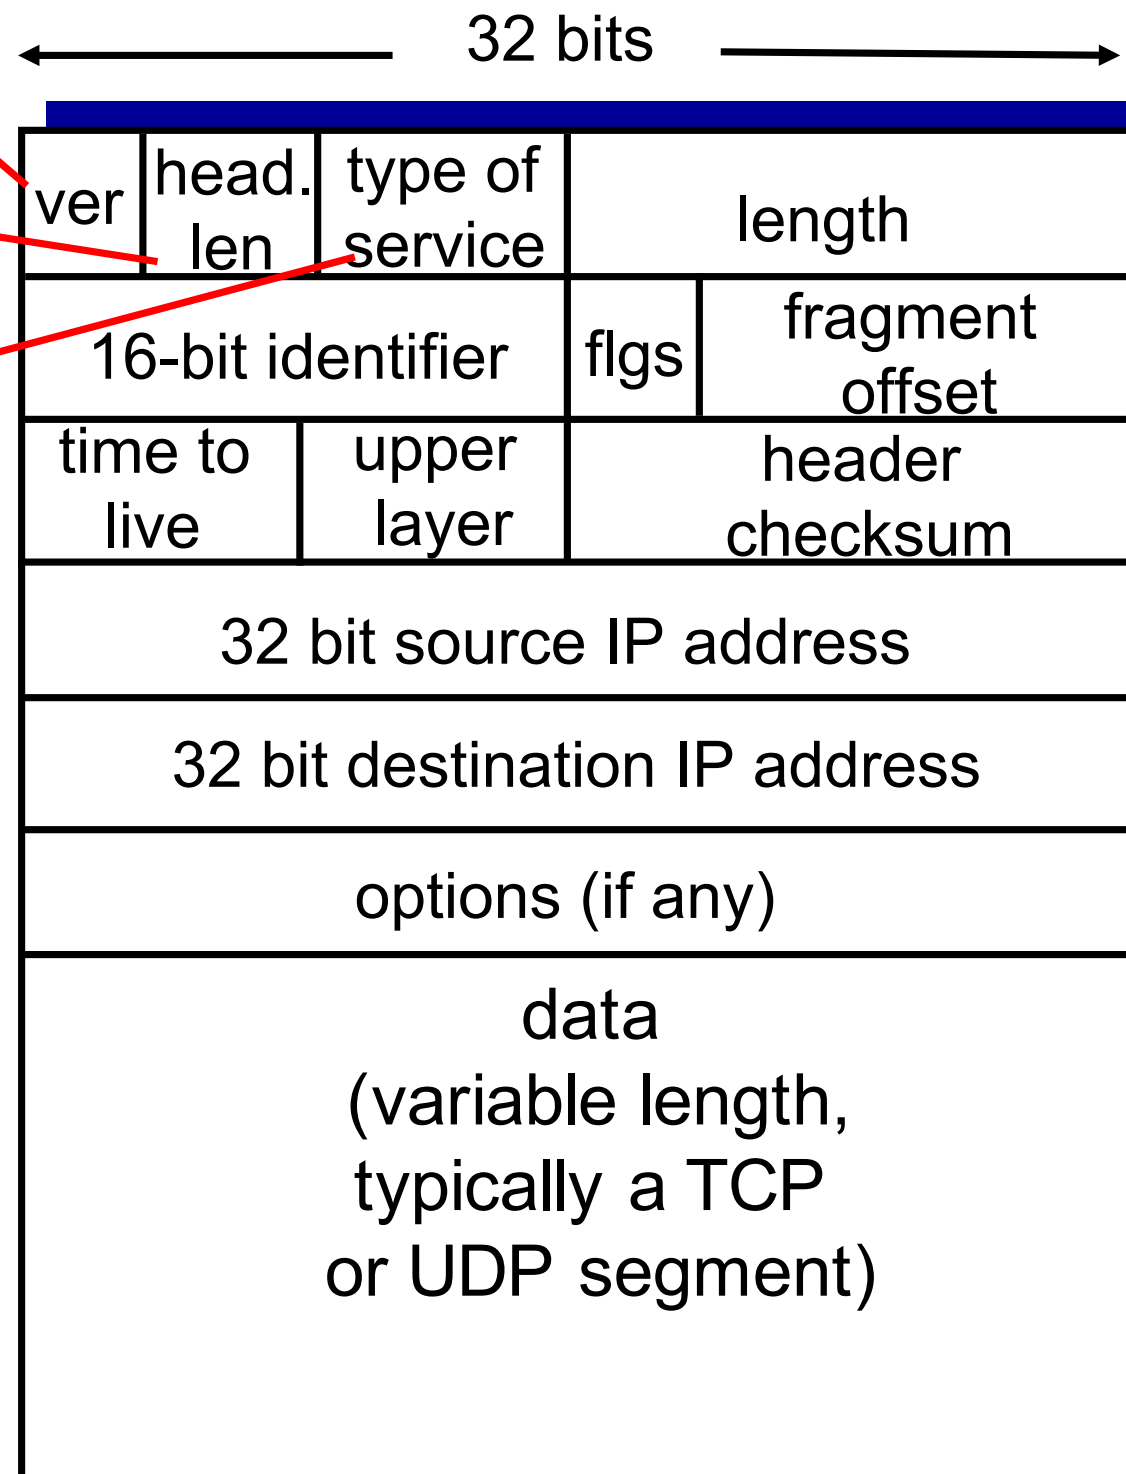 32 bits
ver
head.
len
type of
service
length
16-bit identifier
flgs
fragment
offset
time to
live
upper
layer
header
checksum
32 bit source IP address
32 bit destination IP address
options (if any)
data
(variable length,
typically a TCP
or UDP segment)